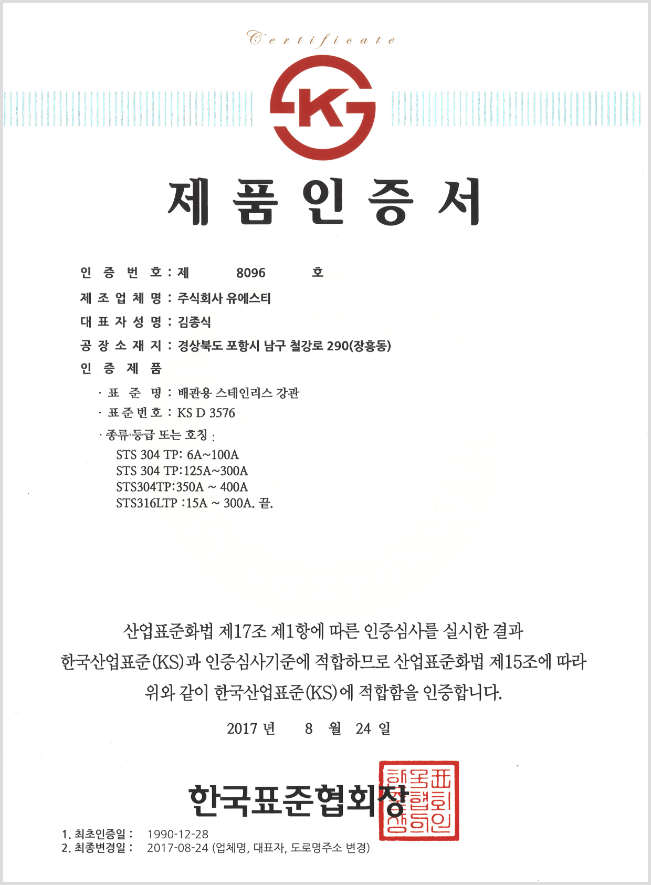 Certificate
K
제 품 인 증 서
인 증 번 호 : 제 8096 호
제 조 업 체 명 : 주식회사 유에스티
대 표 자 성 명 : 김종식
공 장 소 재 지 : 경상북도 포항시 남구 철강로 290(장흥동)
인 증 제 품
· 표 준 명 : 배관용 스테인리스 강관
· 표준번호 : KS D 3576
· 종류·등급 또는 호칭 :
STS 304 TP: 6A~100A
STS 304 TP:125A~300A
STS304TP:350A ~ 400A
STS316LTP :15A ~ 300A. 끝.
산업표준화법 제17조 제1항에 따른 인증심사를 실시한 결과
한국산업표준(KS)과 인증심사기준에 적합하므로 산업표준화법 제15조에 따라
위와 같이 한국산업표준(KS)에 적합함을 인증합니다.
2017 년 8 월 24 일
한국표준협회장
1. 최초인증일 : 1990-12-28
2. 최종변경일 : 2017-08-24 (업체명, 대표자, 도로명주소 변경)